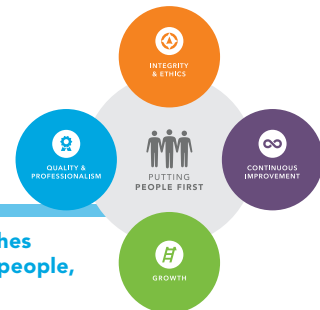 INTEGRITY
& ETHICS
QUALITY &
PROFESSIONALISM
PUTTING
PEOPLE FIRST
CONTINUOUS
IMPROVEMENT
GROWTH
hes
people,